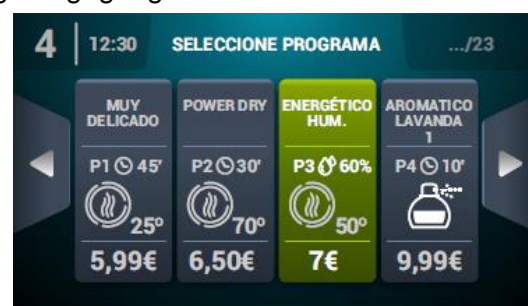 4 12:30 SELECCIONE PROGRAMA .../23
MUY
DELICADO
P1 45'
25º
5,99€
POWER DRY
P2 30'
70º
6,50€
ENERGÉTICO
HUM.
P3 60%
50º
7€
AROMATICO
LAVANDA
1
P4 10'
9,99€